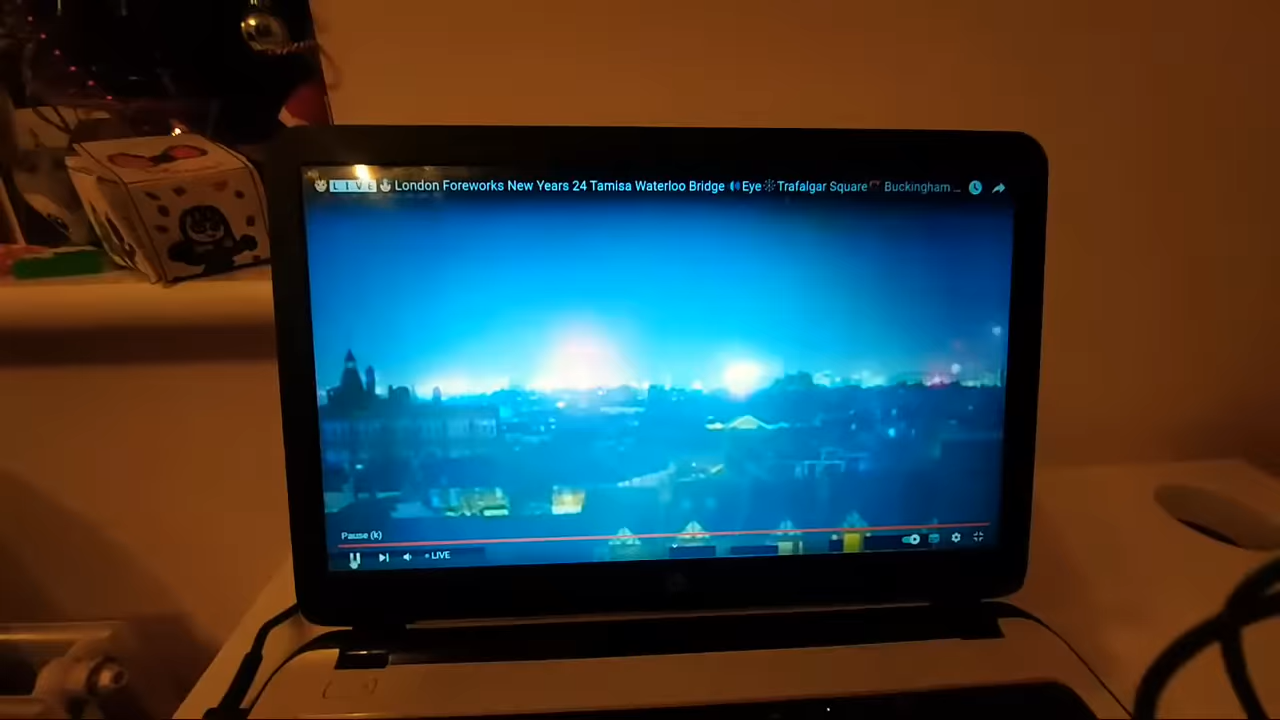 LIVE London Foreworks New Years 24 Tamisa Waterloo Bridge Eye Trafalgar Square Buckingham ...
Pause (k)
LIVE